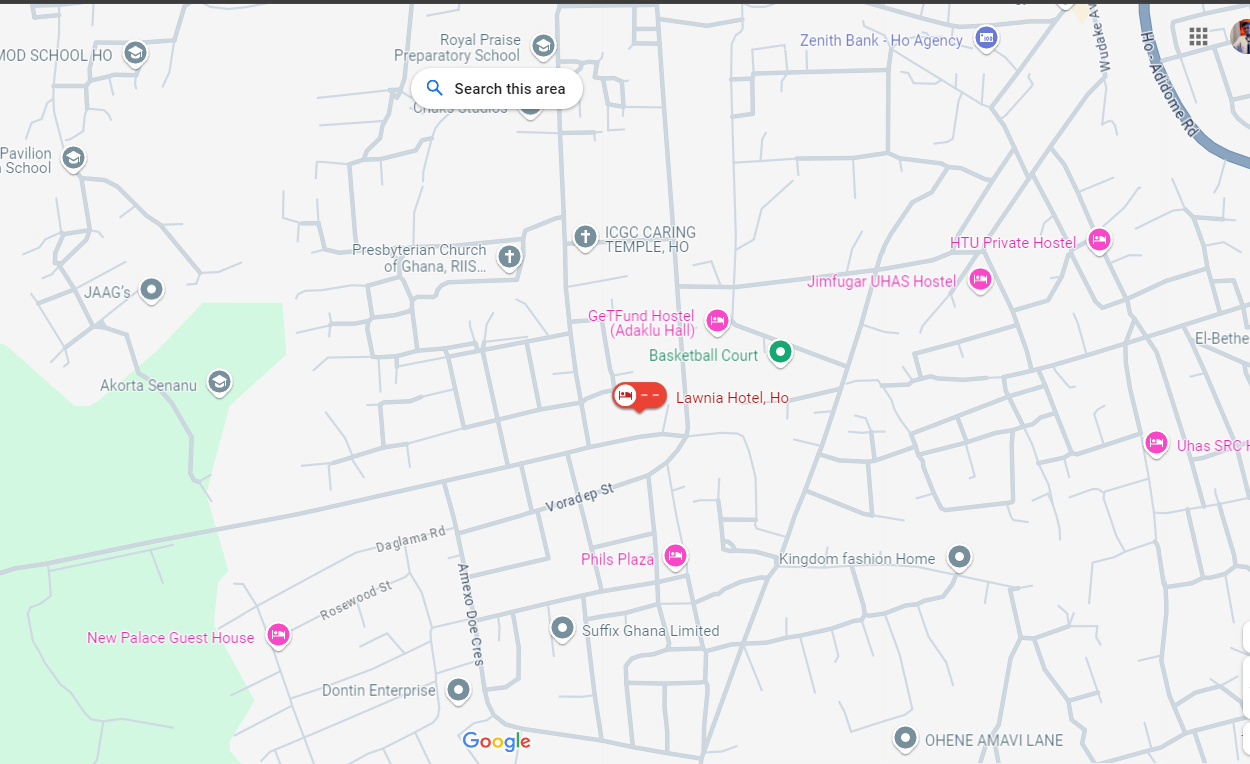 Royal Praise
Preparatory School
Zenith Bank - Ho Agency
MOD SCHOOL HO
Wudake Av
Ho - Adidome Rd
Search this area
Chaks Studios
Pavilion
School
ICGC CARING
TEMPLE, HO
HTU Private Hostel
Presbyterian Church
of Ghana, RIIS...
Jimfugar UHAS Hostel
JAAG's
GeTFund Hostel
(Adaklu Hall)
El-Bethe
Basketball Court
Akorta Senanu
Lawnia Hotel, Ho
Uhas SRC H
Voradep St
Daglama Rd
Phils Plaza
Kingdom fashion Home
Amexo Doe Cres
Rosewood St
New Palace Guest House
Suffix Ghana Limited
Dontin Enterprise
Google
OHENE AMAVI LANE